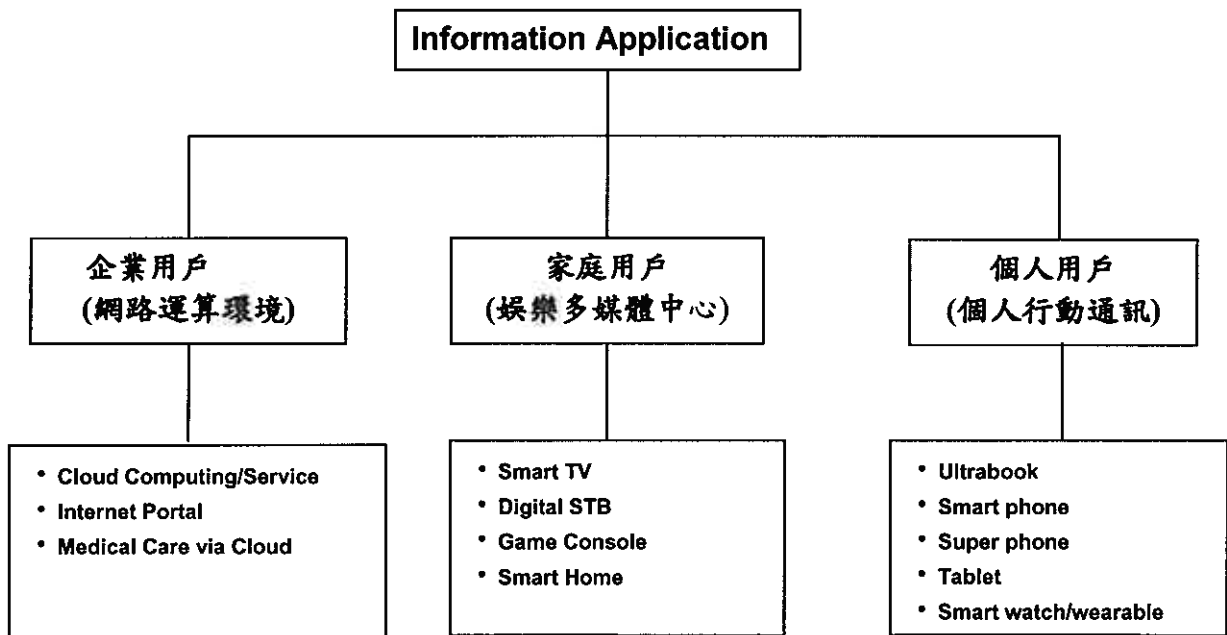 Information Application
企業用戶
(網路運算環境)
家庭用戶
(娛樂多媒體中心)
個人用戶
(個人行動通訊)
• Cloud Computing/Service
• Internet Portal
• Medical Care via Cloud
• Smart TV
• Digital STB
• Game Console
• Smart Home
• Ultrabook
• Smart phone
• Super phone
• Tablet
• Smart watch/wearable